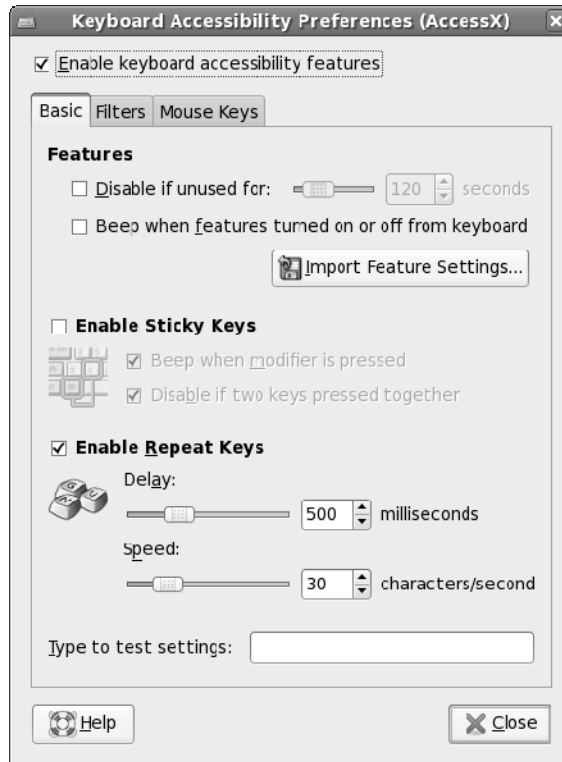 Keyboard Accessibility Preferences (AccessX)
Enable keyboard accessibility features
Basic Filters Mouse Keys
Features
Disable if unused for: 120 seconds
Beep when features turned on or off from keyboard
Import Feature Settings...
Enable Sticky Keys
Beep when modifier is pressed
Disable if two keys pressed together
Enable Repeat Keys
Delay:
500 milliseconds
Speed:
30 characters/second
Type to test settings:
Help Close